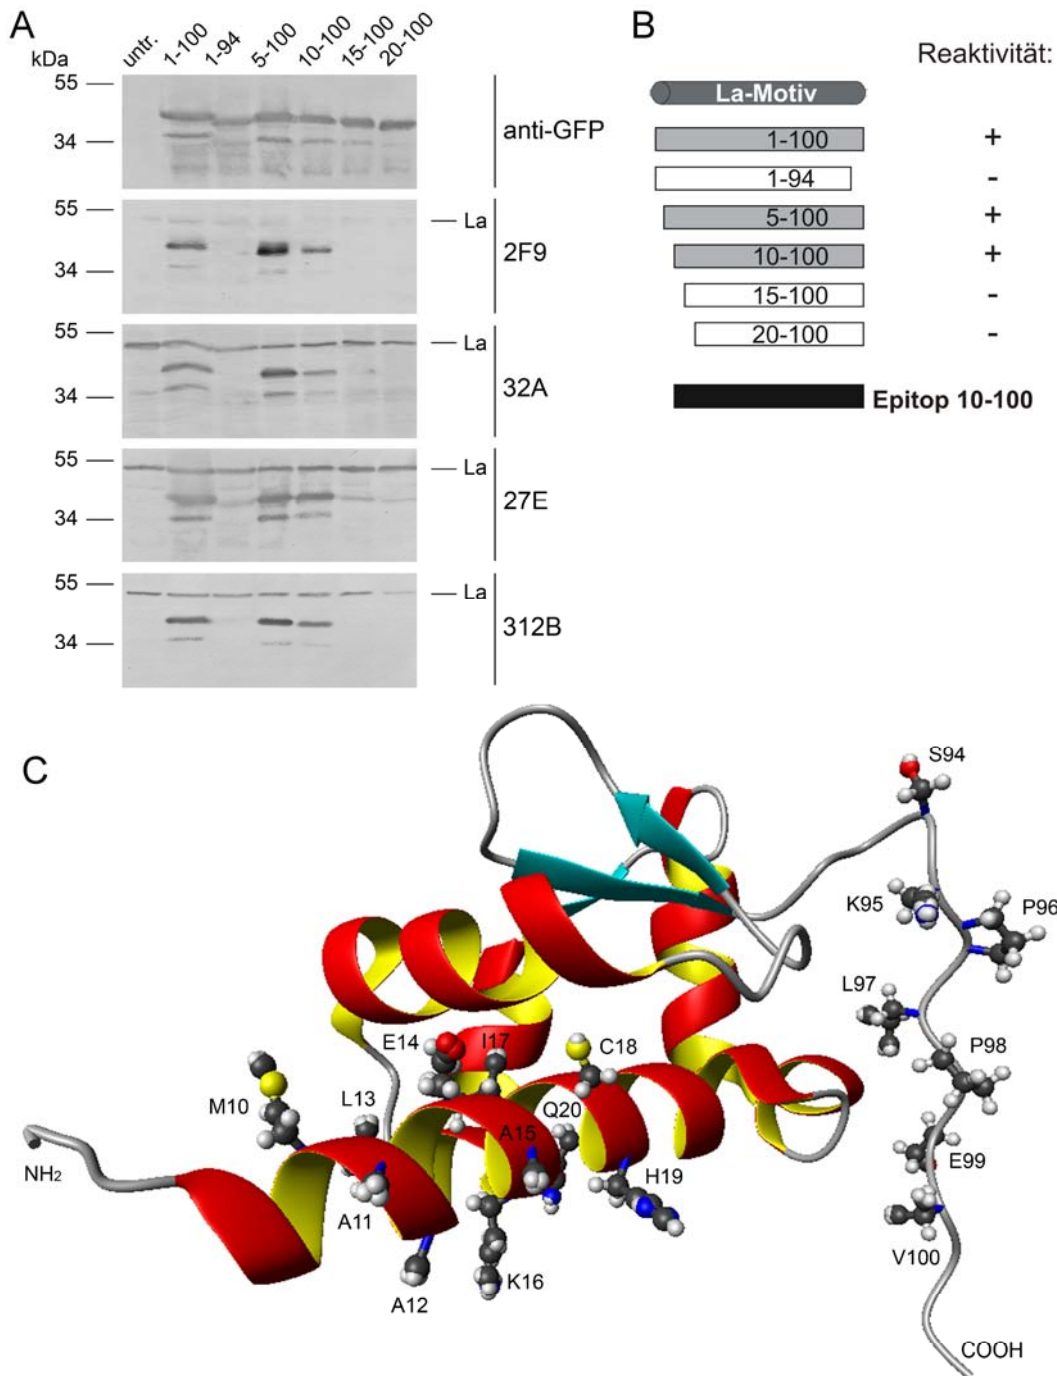 A
untr. 1-100 1-94 5-100 10-100 15-100 20-100
kDa
55
34
anti-GFP
55
34
La
2F9
55
34
La
32A
55
34
La
27E
55
34
La
312B
B
Reaktivität:
La-Motiv
1-100 +
1-94 -
5-100 +
10-100 +
15-100 -
20-100 -
Epitop 10-100
C
S94
K95
P96
L97
P98
E99
V100
COOH
E14
I17
C18
M10
L13
Q20
A15
H19
NH2
A11
K16
A12